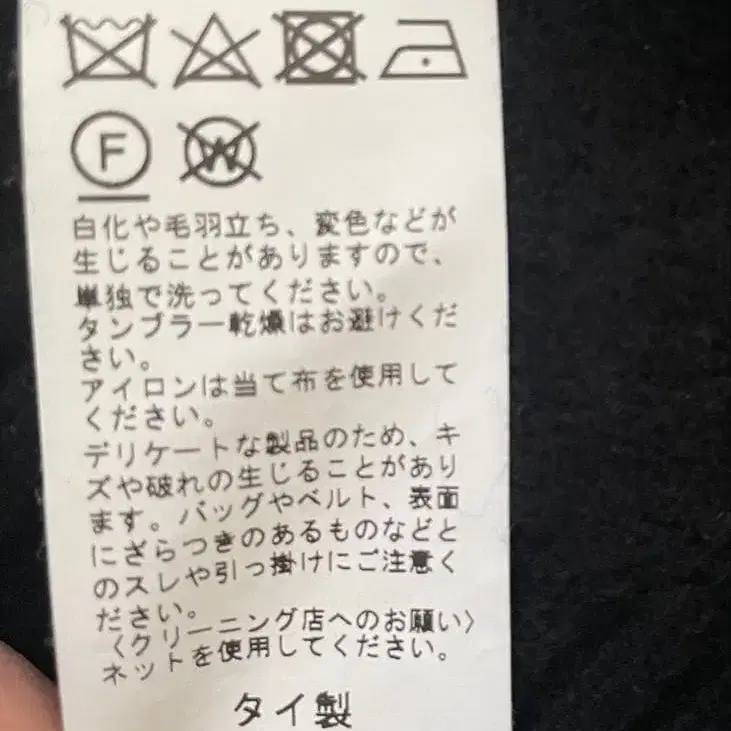 F W
白化や毛羽立ち、変色などが
生じることがありますので、
単独で洗ってください。
タンブラー乾燥はお避けくだ
さい。
アイロンは当て布を使用して
ください。
デリケートな製品のため、キ
ズや破れの生じることがあり
ます。バッグやベルト、表面
にざらつきのあるものなどと
のスレや引っ掛けにご注意く
ださい。
〈クリーニング店へのお願い〉
ネットを使用してください。
タイ製